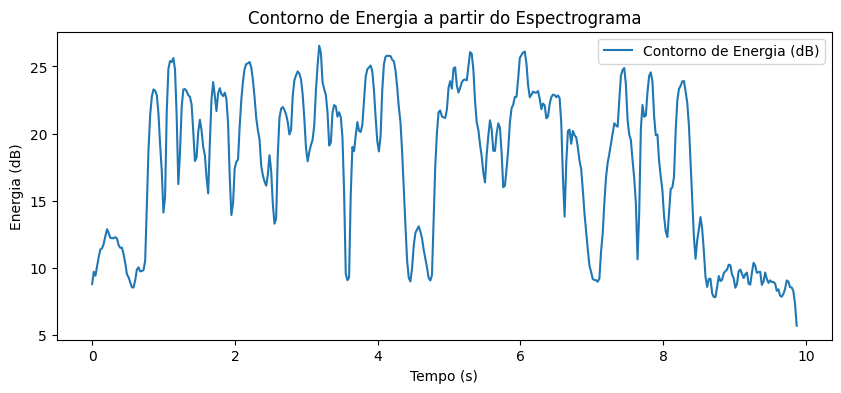 Contorno de Energia a partir do Espectrograma
Contorno de Energia (dB)
Energia (dB)
25
20
15
10
5
0 2 4 6 8 10
Tempo (s)